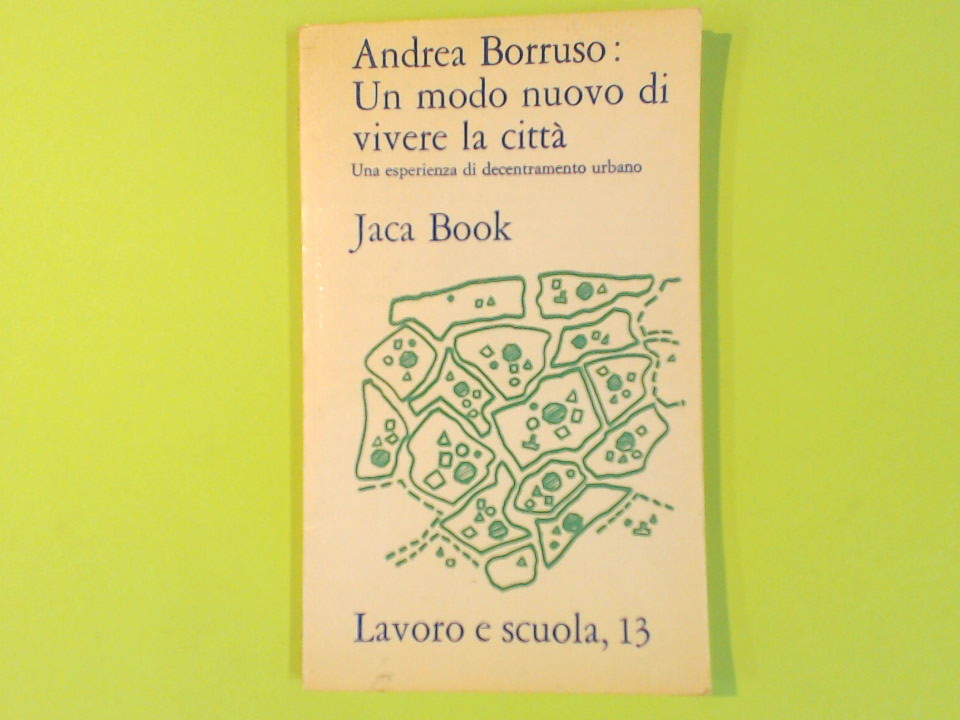 Andrea Borruso:
Un modo nuovo di
vivere la città
Una esperienza di decentramento urbano
Jaca Book
Lavoro e scuola, 13